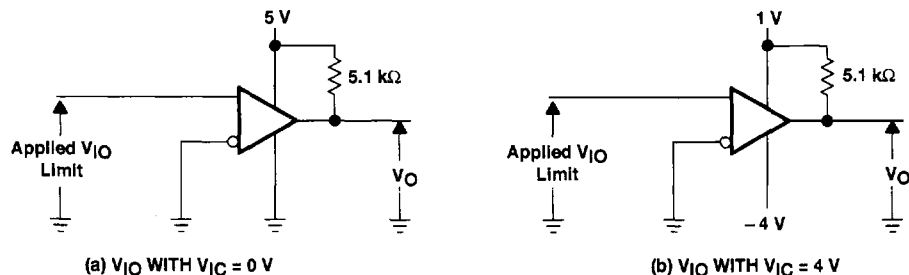 5 V
5.1 kΩ
Applied VIO
Limit
VO
(a) VIO WITH VIC = 0 V
1 V
5.1 kΩ
Applied VIO
Limit
VO
−4 V
(b) VIO WITH VIC = 4 V